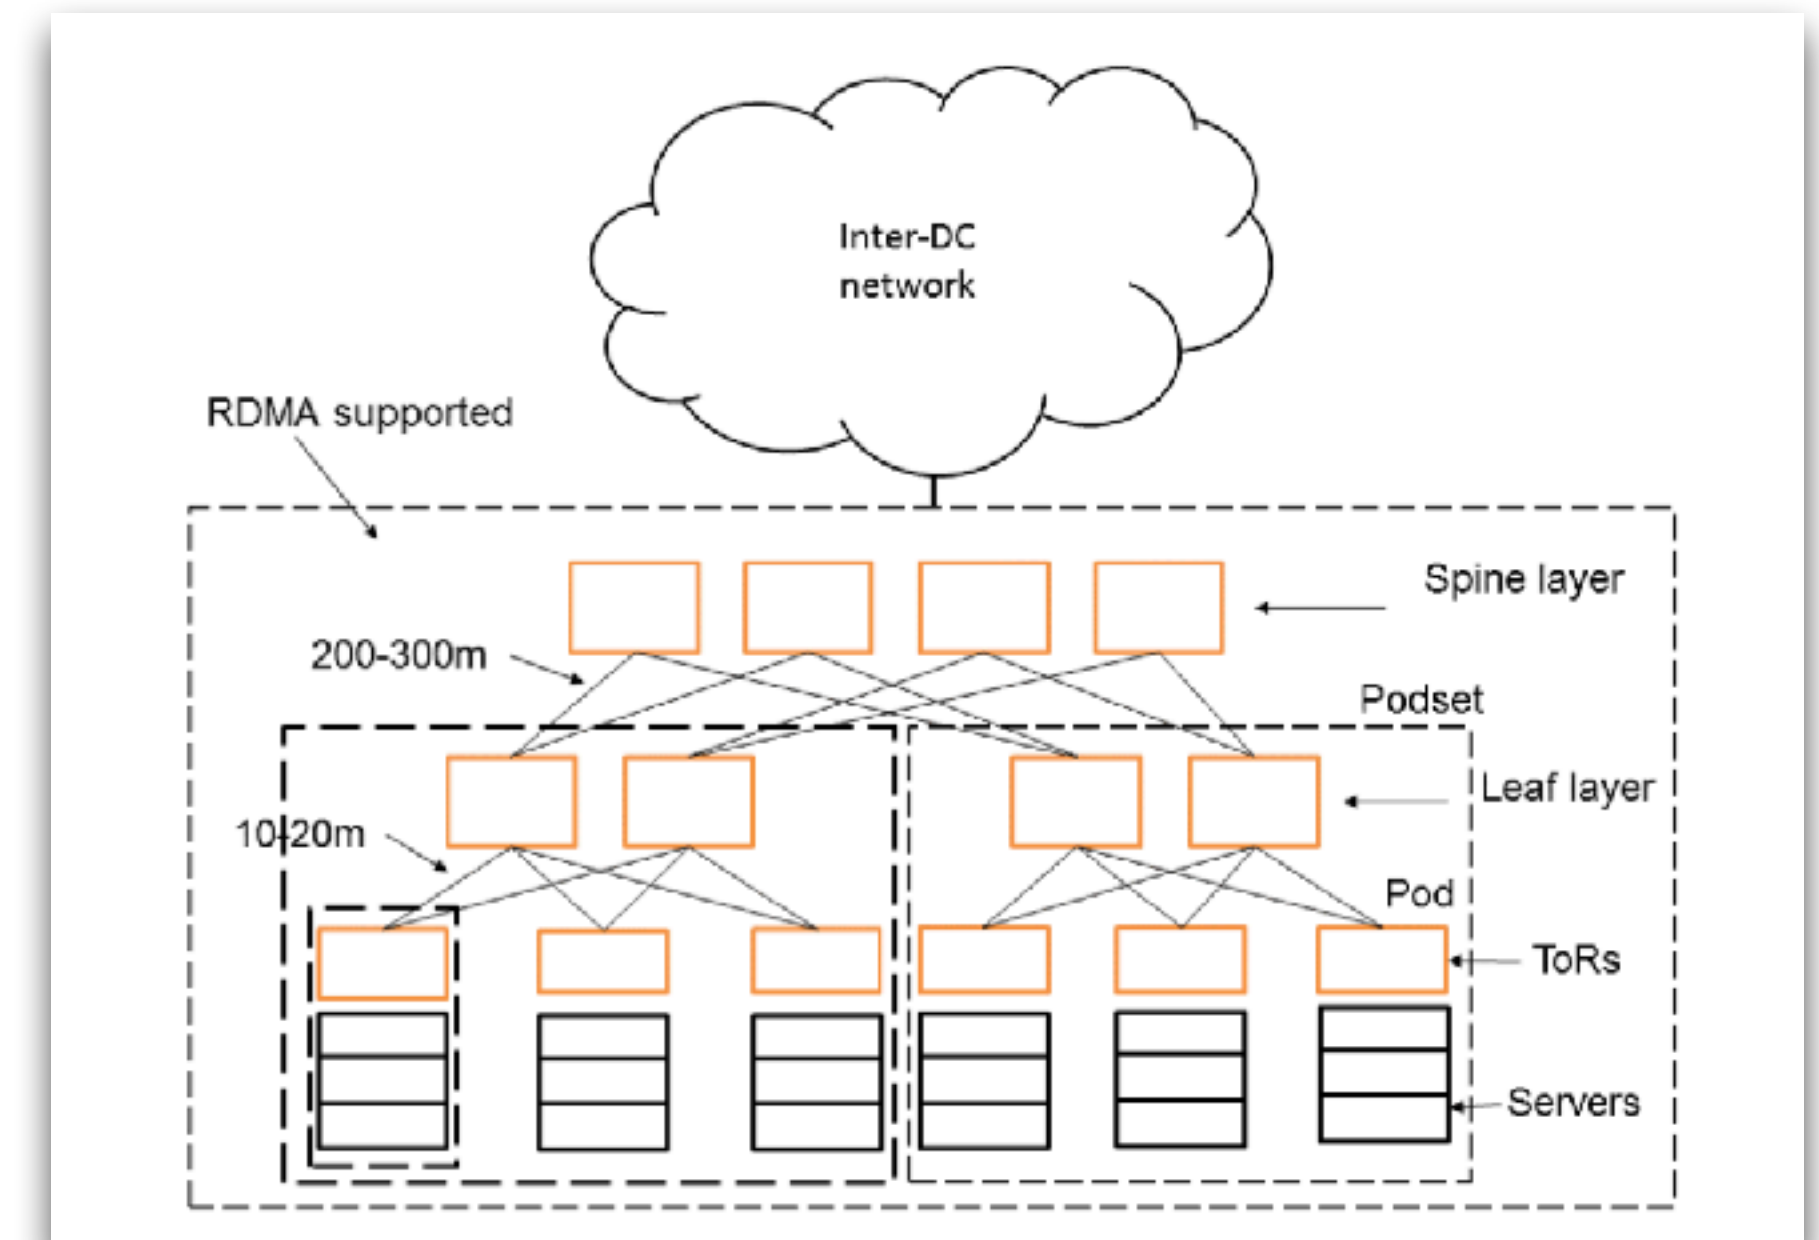 Inter-DC
network
RDMA supported
Spine layer
200-300m
Podset
Leaf layer
10-20m
Pod
ToRs
Servers